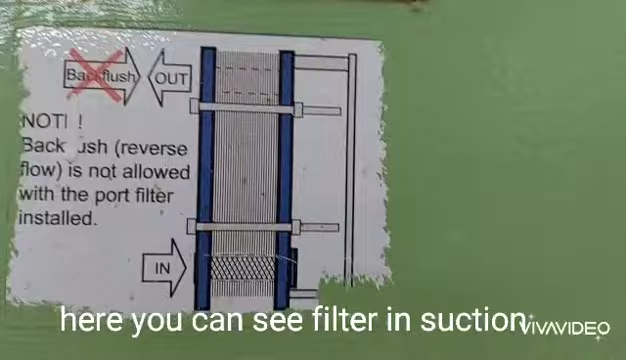 Backflush
OUT
NOTI !
Back ush (reverse
flow) is not allowed
with the port filter
installed.
IN
here you can see filter in suction
VIVAVIDEO